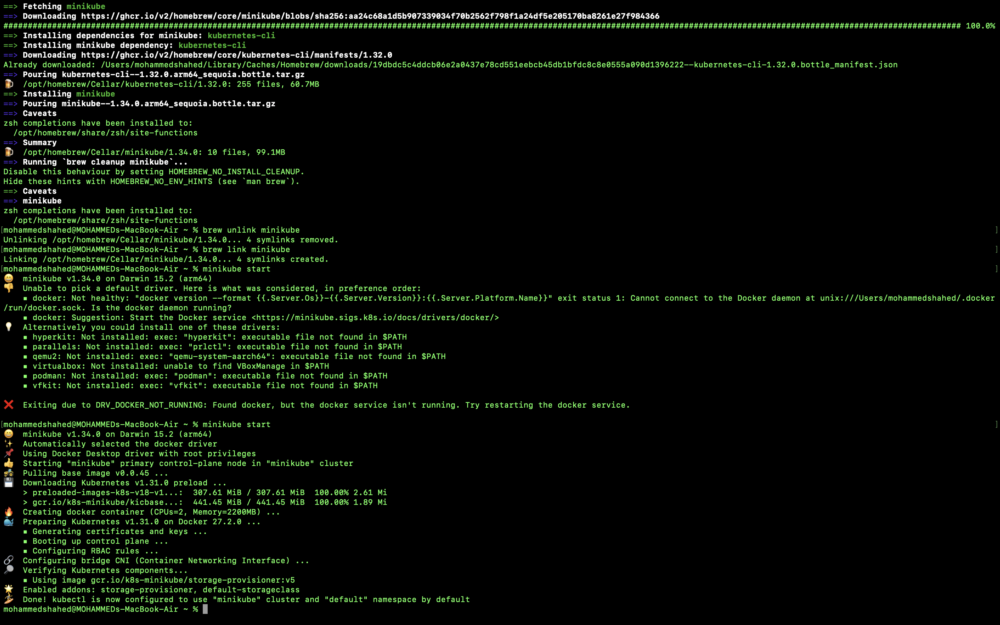 ==> Fetching minikube
==> Downloading https://ghcr.io/v2/homebrew/core/minikube/blobs/sha256:aa24c68a1d5b907339034f70b2562f798f1a24df5e205170ba8261e27f984366
##################################################################################################################################################################################################### 100.0%
==> Installing dependencies for minikube: kubernetes-cli
==> Installing minikube dependency: kubernetes-cli
==> Downloading https://ghcr.io/v2/homebrew/core/kubernetes-cli/manifests/1.32.0
Already downloaded: /Users/mohammedshahed/Library/Caches/Homebrew/downloads/19dbdc5c4ddcb06e2a0437e78cd551eebcb45db1bfdc8c8e0555a090d1396222--kubernetes-cli-1.32.0.bottle_manifest.json
==> Pouring kubernetes-cli--1.32.0.arm64_sequoia.bottle.tar.gz
🍺  /opt/homebrew/Cellar/kubernetes-cli/1.32.0: 255 files, 60.7MB
==> Installing minikube
==> Pouring minikube--1.34.0.arm64_sequoia.bottle.tar.gz
==> Caveats
zsh completions have been installed to:
  /opt/homebrew/share/zsh/site-functions
==> Summary
🍺  /opt/homebrew/Cellar/minikube/1.34.0: 10 files, 99.1MB
==> Running `brew cleanup minikube`...
Disable this behaviour by setting HOMEBREW_NO_INSTALL_CLEANUP.
Hide these hints with HOMEBREW_NO_ENV_HINTS (see `man brew`).
==> Caveats
==> minikube
zsh completions have been installed to:
  /opt/homebrew/share/zsh/site-functions
[mohammedshahed@MOHAMMEDs-MacBook-Air ~ % brew unlink minikube ]
Unlinking /opt/homebrew/Cellar/minikube/1.34.0... 4 symlinks removed.
[mohammedshahed@MOHAMMEDs-MacBook-Air ~ % brew link minikube ]
Linking /opt/homebrew/Cellar/minikube/1.34.0... 4 symlinks created.
[mohammedshahed@MOHAMMEDs-MacBook-Air ~ % minikube start ]
😄  minikube v1.34.0 on Darwin 15.2 (arm64)
👎  Unable to pick a default driver. Here is what was considered, in preference order:
    ▪ docker: Not healthy: "docker version --format {{.Server.Os}}-{{.Server.Version}}:{{.Server.Platform.Name}}" exit status 1: Cannot connect to the Docker daemon at unix:///Users/mohammedshahed/.docker
/run/docker.sock. Is the docker daemon running?
    ▪ docker: Suggestion: Start the Docker service <https://minikube.sigs.k8s.io/docs/drivers/docker/>
💡  Alternatively you could install one of these drivers:
    ▪ hyperkit: Not installed: exec: "hyperkit": executable file not found in $PATH
    ▪ parallels: Not installed: exec: "prlctl": executable file not found in $PATH
    ▪ qemu2: Not installed: exec: "qemu-system-aarch64": executable file not found in $PATH
    ▪ virtualbox: Not installed: unable to find VBoxManage in $PATH
    ▪ podman: Not installed: exec: "podman": executable file not found in $PATH
    ▪ vfkit: Not installed: exec: "vfkit": executable file not found in $PATH
❌  Exiting due to DRV_DOCKER_NOT_RUNNING: Found docker, but the docker service isn't running. Try restarting the docker service.
[mohammedshahed@MOHAMMEDs-MacBook-Air ~ % minikube start ]
😄  minikube v1.34.0 on Darwin 15.2 (arm64)
✨  Automatically selected the docker driver
📌  Using Docker Desktop driver with root privileges
👍  Starting "minikube" primary control-plane node in "minikube" cluster
🚜  Pulling base image v0.0.45 ...
💾  Downloading Kubernetes v1.31.0 preload ...
    > preloaded-images-k8s-v18-v1...:  307.61 MiB / 307.61 MiB  100.00% 2.61 Mi
    > gcr.io/k8s-minikube/kicbase...:  441.45 MiB / 441.45 MiB  100.00% 1.89 Mi
🔥  Creating docker container (CPUs=2, Memory=2200MB) ...
🐳  Preparing Kubernetes v1.31.0 on Docker 27.2.0 ...
    ▪ Generating certificates and keys ...
    ▪ Booting up control plane ...
    ▪ Configuring RBAC rules ...
🔗  Configuring bridge CNI (Container Networking Interface) ...
🔎  Verifying Kubernetes components...
    ▪ Using image gcr.io/k8s-minikube/storage-provisioner:v5
🌟  Enabled addons: storage-provisioner, default-storageclass
🏄  Done! kubectl is now configured to use "minikube" cluster and "default" namespace by default
mohammedshahed@MOHAMMEDs-MacBook-Air ~ %